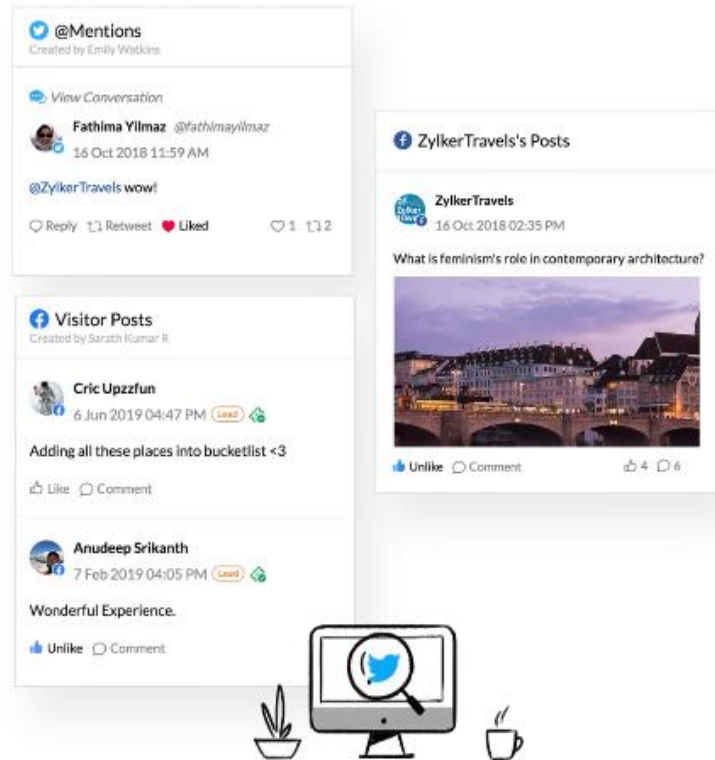 @Mentions
Created by Emily Watkins
View Conversation
Fathima Yilmaz @fathimayilmaz
16 Oct 2018 11:59 AM
@ZylkerTravels wow!
Reply Retweet Liked 1 2
Visitor Posts
Created by Sarath Kumar R
Cric Upzzfun
6 Jun 2019 04:47 PM Lead
Adding all these places into bucketlist <3
Like Comment
Anudeep Srikanth
7 Feb 2019 04:05 PM Lead
Wonderful Experience.
Unlike Comment
ZylkerTravels's Posts
ZylkerTravels
16 Oct 2018 02:35 PM
What is feminism's role in contemporary architecture?
Unlike Comment 4 6